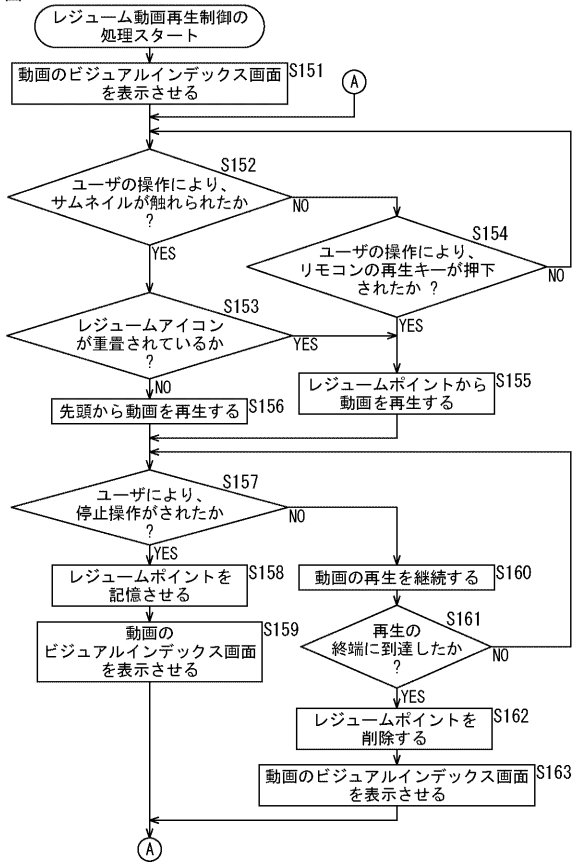 レジューム動画再生制御の
処理スタート
動画のビジュアルインデックス画面
を表示させる
S151
A
S152
ユーザの操作により、
サムネイルが触れられたか
?
NO
YES
S154
ユーザの操作により、
リモコンの再生キーが押下
されたか ?
NO
YES
S153
レジュームアイコン
が重畳されているか
?
YES
NO
レジュームポイントから
動画を再生する
S155
先頭から動画を再生する
S156
S157
ユーザにより、
停止操作がされたか
?
NO
YES
レジュームポイントを
記憶させる
S158
動画の再生を継続する
S160
動画の
ビジュアルインデックス画面
を表示させる
S159
S161
再生の
終端に到達したか
?
NO
YES
レジュームポイントを
削除する
S162
動画のビジュアルインデックス画面
を表示させる
S163
A